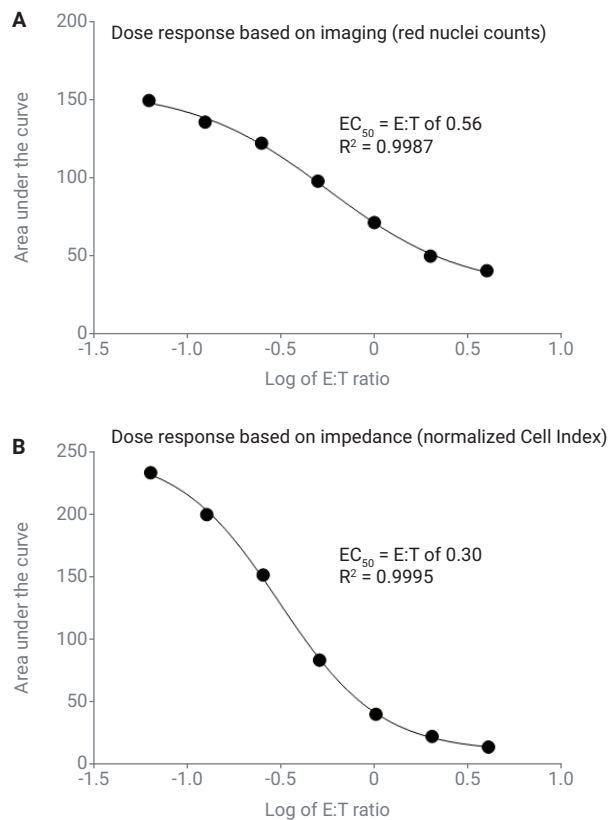 A
Dose response based on imaging (red nuclei counts)
200
150
100
50
0
Area under the curve
EC50 = E:T of 0.56
R2 = 0.9987
-1.5 -1.0 -0.5 0 0.5 1.0
Log of E:T ratio
B
Dose response based on impedance (normalized Cell Index)
250
200
150
100
50
0
Area under the curve
EC50 = E:T of 0.30
R2 = 0.9995
-1.5 -1.0 -0.5 0 0.5 1.0
Log of E:T ratio